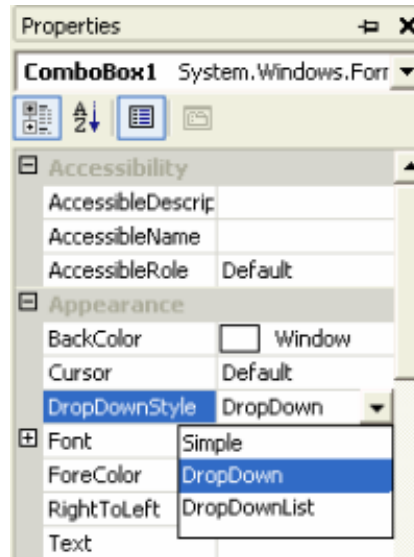 Properties
ComboBox1 System.Windows.Forr
Accessibility
AccessibleDescrip
AccessibleName
AccessibleRole Default
Appearance
BackColor Window
Cursor Default
DropDownStyle DropDown
Font Simple
ForeColor DropDown
RightToLeft DropDownList
Text